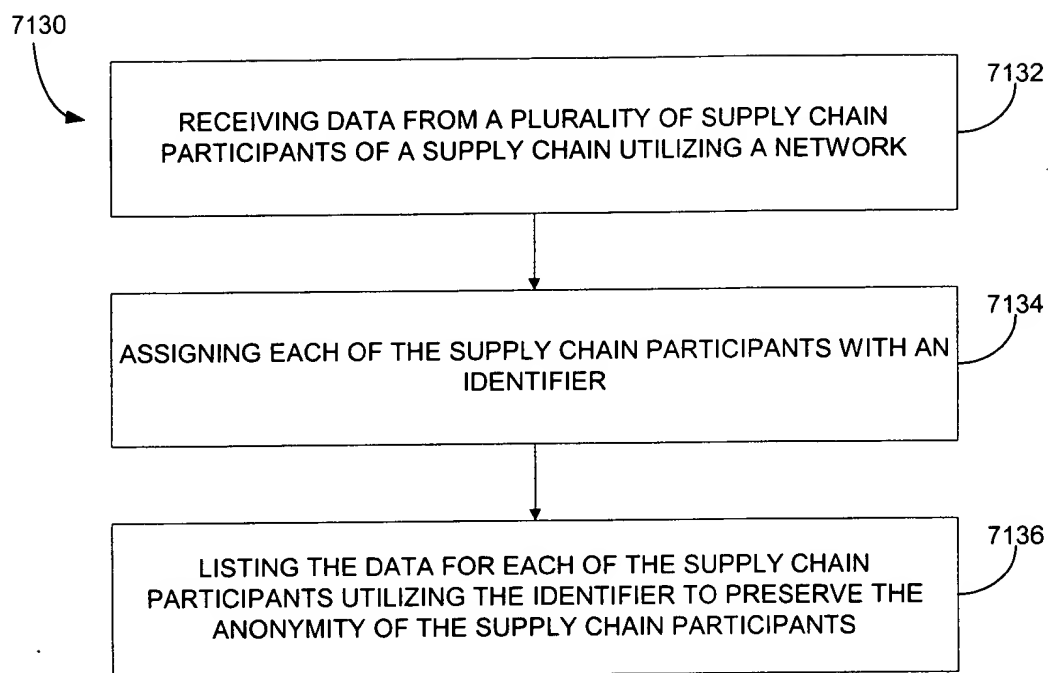 7130
7132
RECEIVING DATA FROM A PLURALITY OF SUPPLY CHAIN
PARTICIPANTS OF A SUPPLY CHAIN UTILIZING A NETWORK
7134
ASSIGNING EACH OF THE SUPPLY CHAIN PARTICIPANTS WITH AN
IDENTIFIER
7136
LISTING THE DATA FOR EACH OF THE SUPPLY CHAIN
PARTICIPANTS UTILIZING THE IDENTIFIER TO PRESERVE THE
ANONYMITY OF THE SUPPLY CHAIN PARTICIPANTS